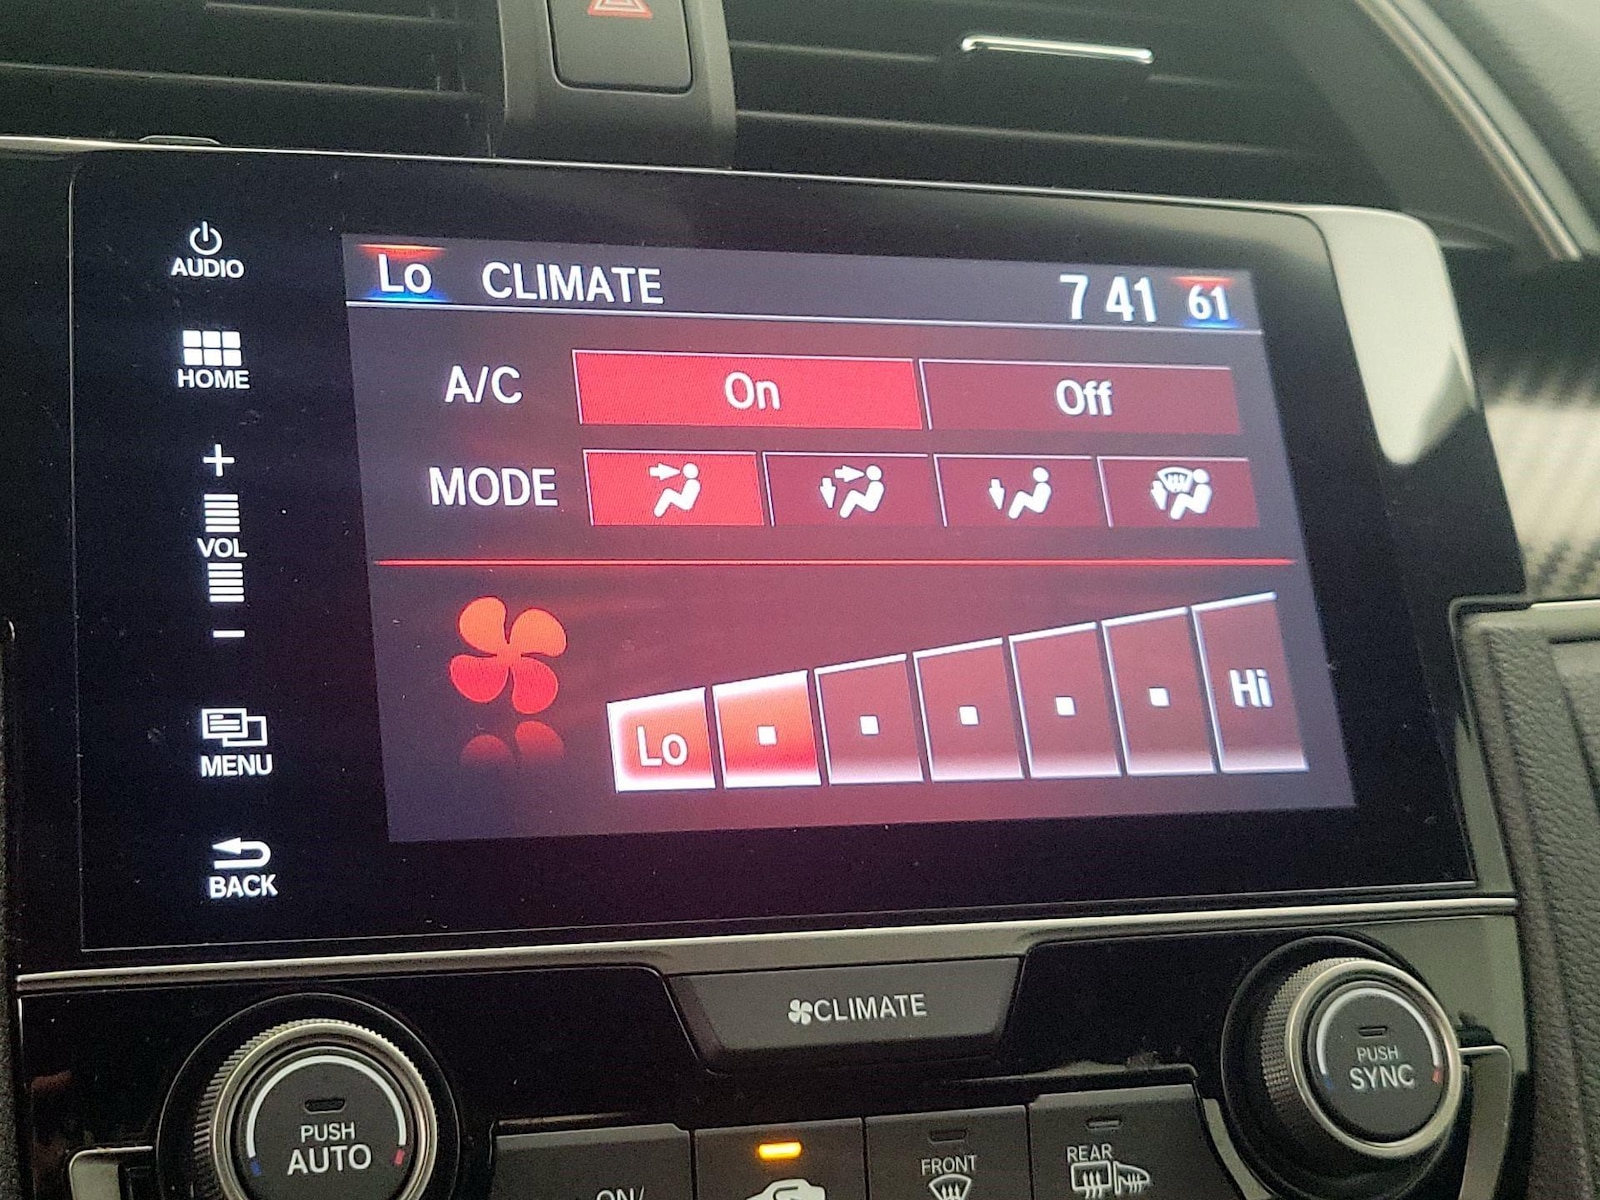 AUDIO
Lo CLIMATE 7 41 61
HOME
A/C On Off
MODE
+
VOL
-
Lo Hi
MENU
BACK
CLIMATE
PUSH
AUTO
PUSH
SYNC
ON/
FRONT
REAR